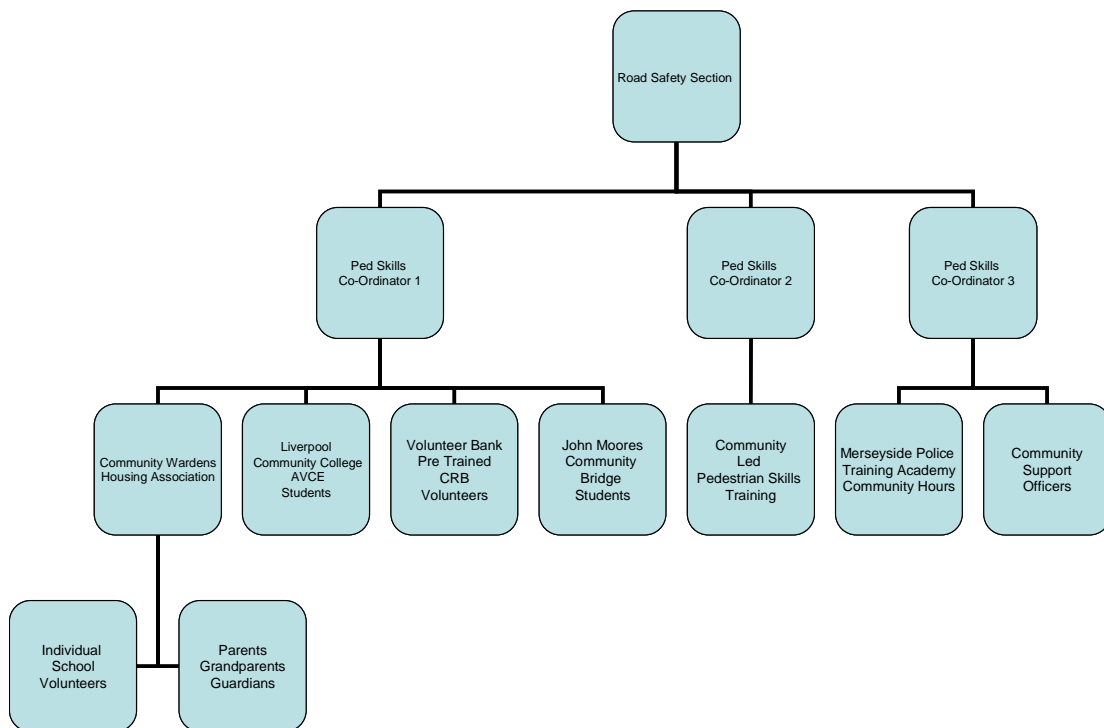 Road Safety Section
Ped Skills
Co-Ordinator 1
Ped Skills
Co-Ordinator 2
Ped Skills
Co-Ordinator 3
Community Wardens
Housing Association
Liverpool
Community College
AVCE
Students
Volunteer Bank
Pre Trained
CRB
Volunteers
John Moores
Community
Bridge
Students
Community
Led
Pedestrian Skills
Training
Merseyside Police
Training Academy
Community Hours
Community
Support
Officers
Individual
School
Volunteers
Parents
Grandparents
Guardians